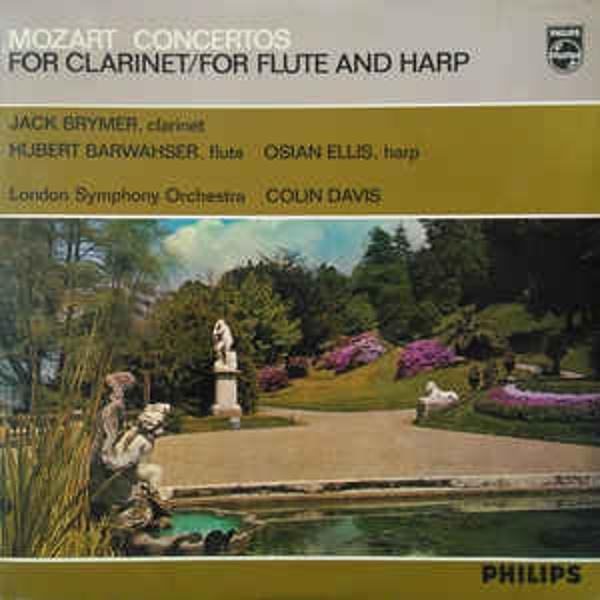 MOZART CONCERTOS
FOR CLARINET/FOR FLUTE AND HARP
PHILIPS
JACK BRYMER, clarinet
HUBERT BARWAHSER, flute OSIAN ELLIS, harp
London Symphony Orchestra COLIN DAVIS
PHILIPS